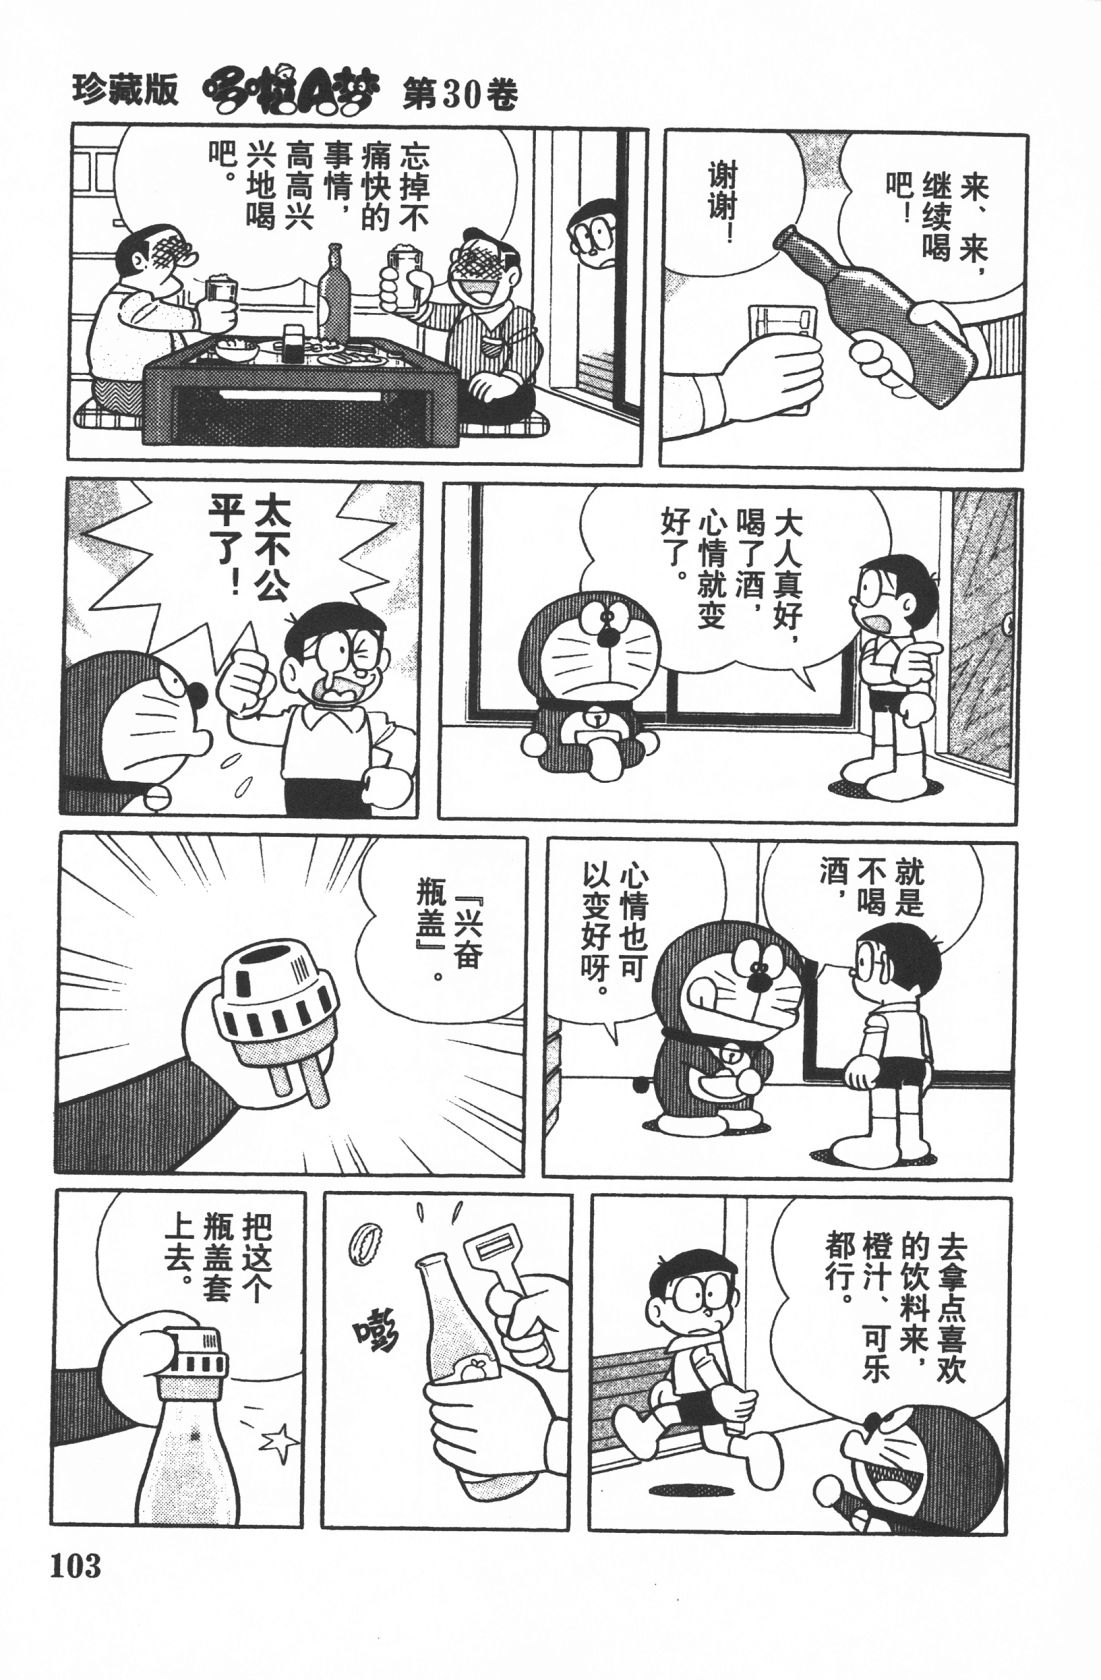 珍藏版 哆啦A梦 第30卷
来、来，
继续喝
吧！
谢谢！
忘掉不
痛快的
事情，
高高兴
兴地喝
吧。
大人真好，
喝了酒，
心情就变
好了。
太不公
平了！
就是
不喝
酒，
心情也可
以变好呀。
『兴奋
瓶盖』。
去拿点喜欢
的饮料来，
橙汁、可乐
都行。
嘭
把这个
瓶盖套
上去。
103